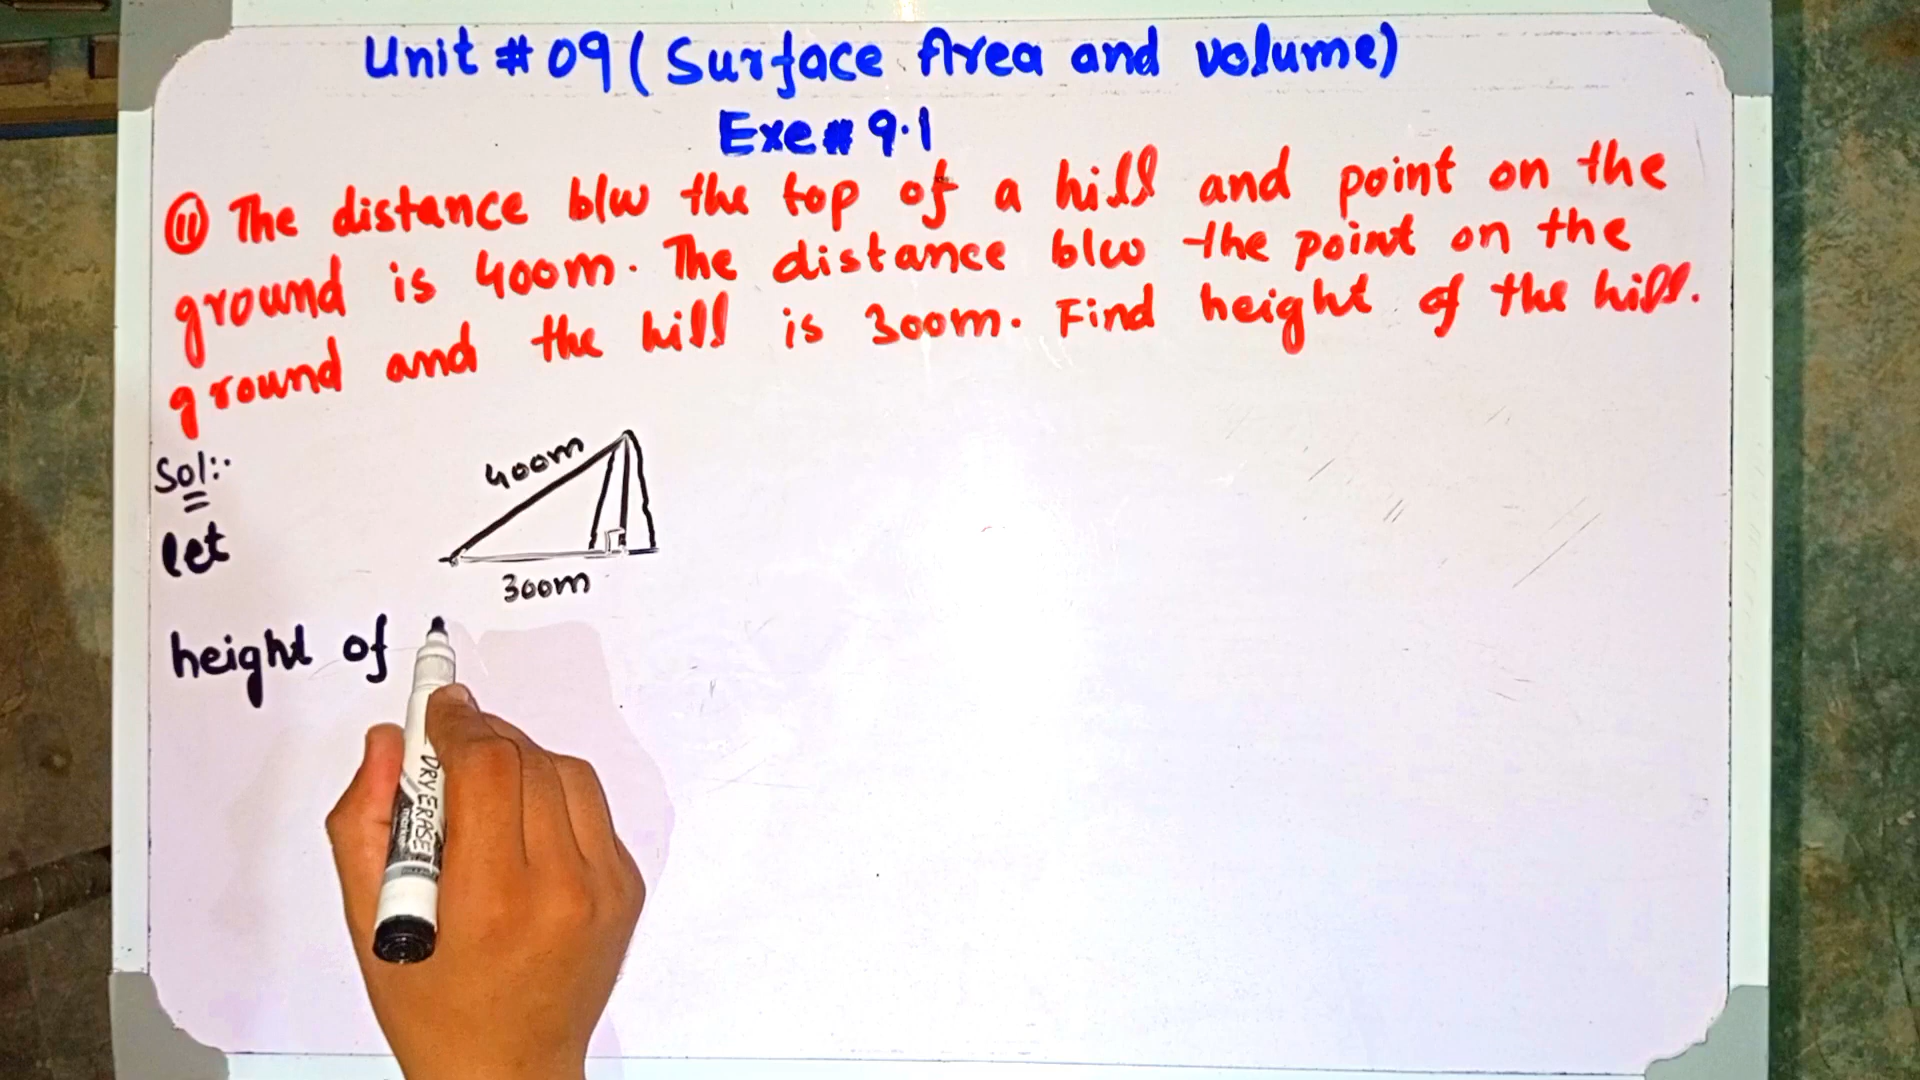 Unit # 09 (Surface Area and volume)
Exe # 9.1
11 The distance b/w the top of a hill and point on the
ground is 400m. The distance b/w the point on the
ground and the hill is 300m. Find height of the hill.
Sol:.
400m
let
300m
height of
DRY ERASE